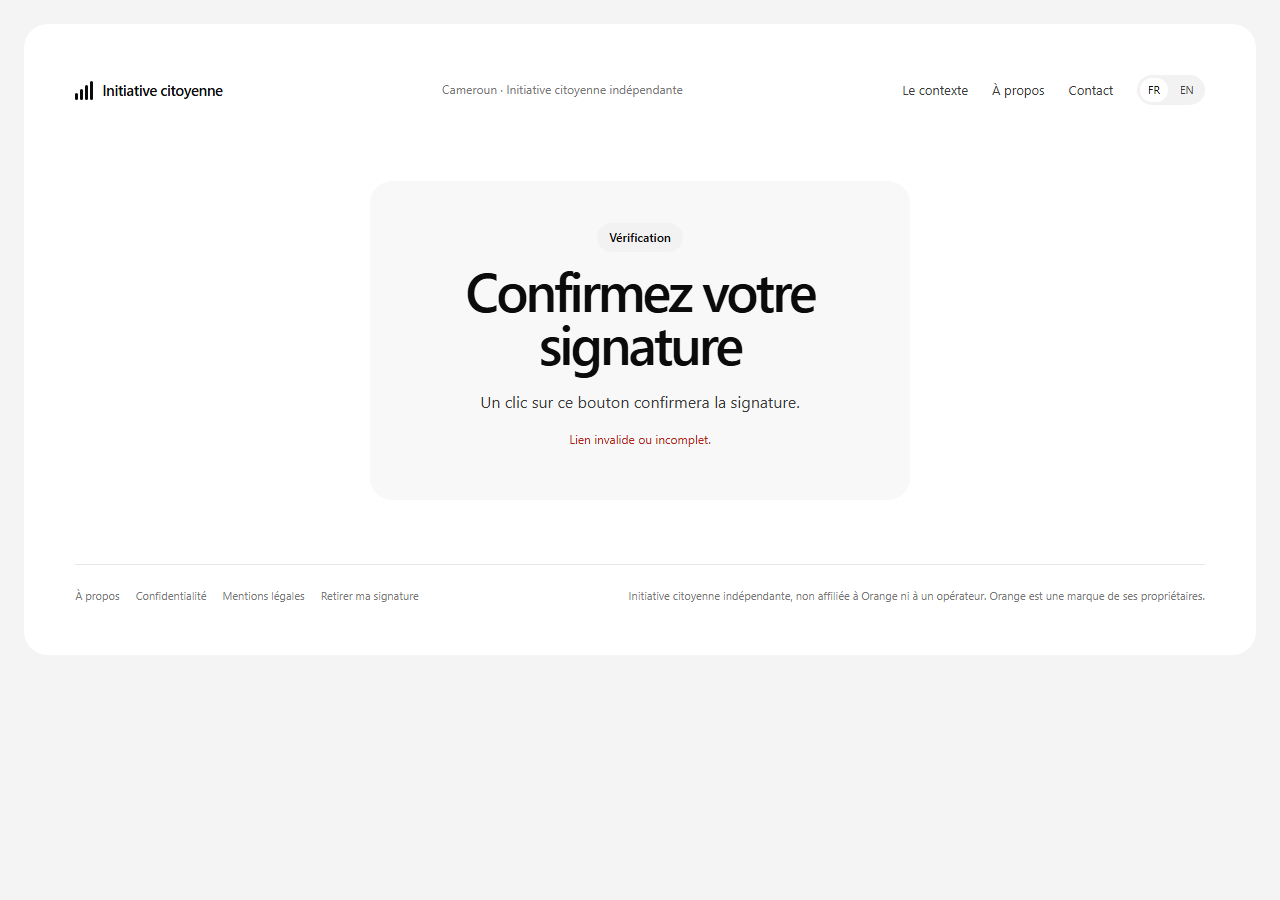 Initiative citoyenne
Cameroun · Initiative citoyenne indépendante
Le contexte
À propos
Contact
FR
EN
Vérification
Confirmez votre
signature
Un clic sur ce bouton confirmera la signature.
Lien invalide ou incomplet.
À propos
Confidentialité
Mentions légales
Retirer ma signature
Initiative citoyenne indépendante, non affiliée à Orange ni à un opérateur. Orange est une marque de ses propriétaires.